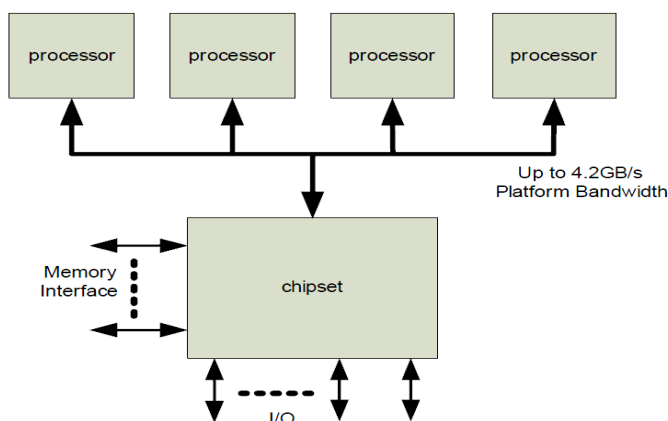 processor
processor
processor
processor
Up to 4.2GB/s
Platform Bandwidth
Memory
Interface
chipset
I/O